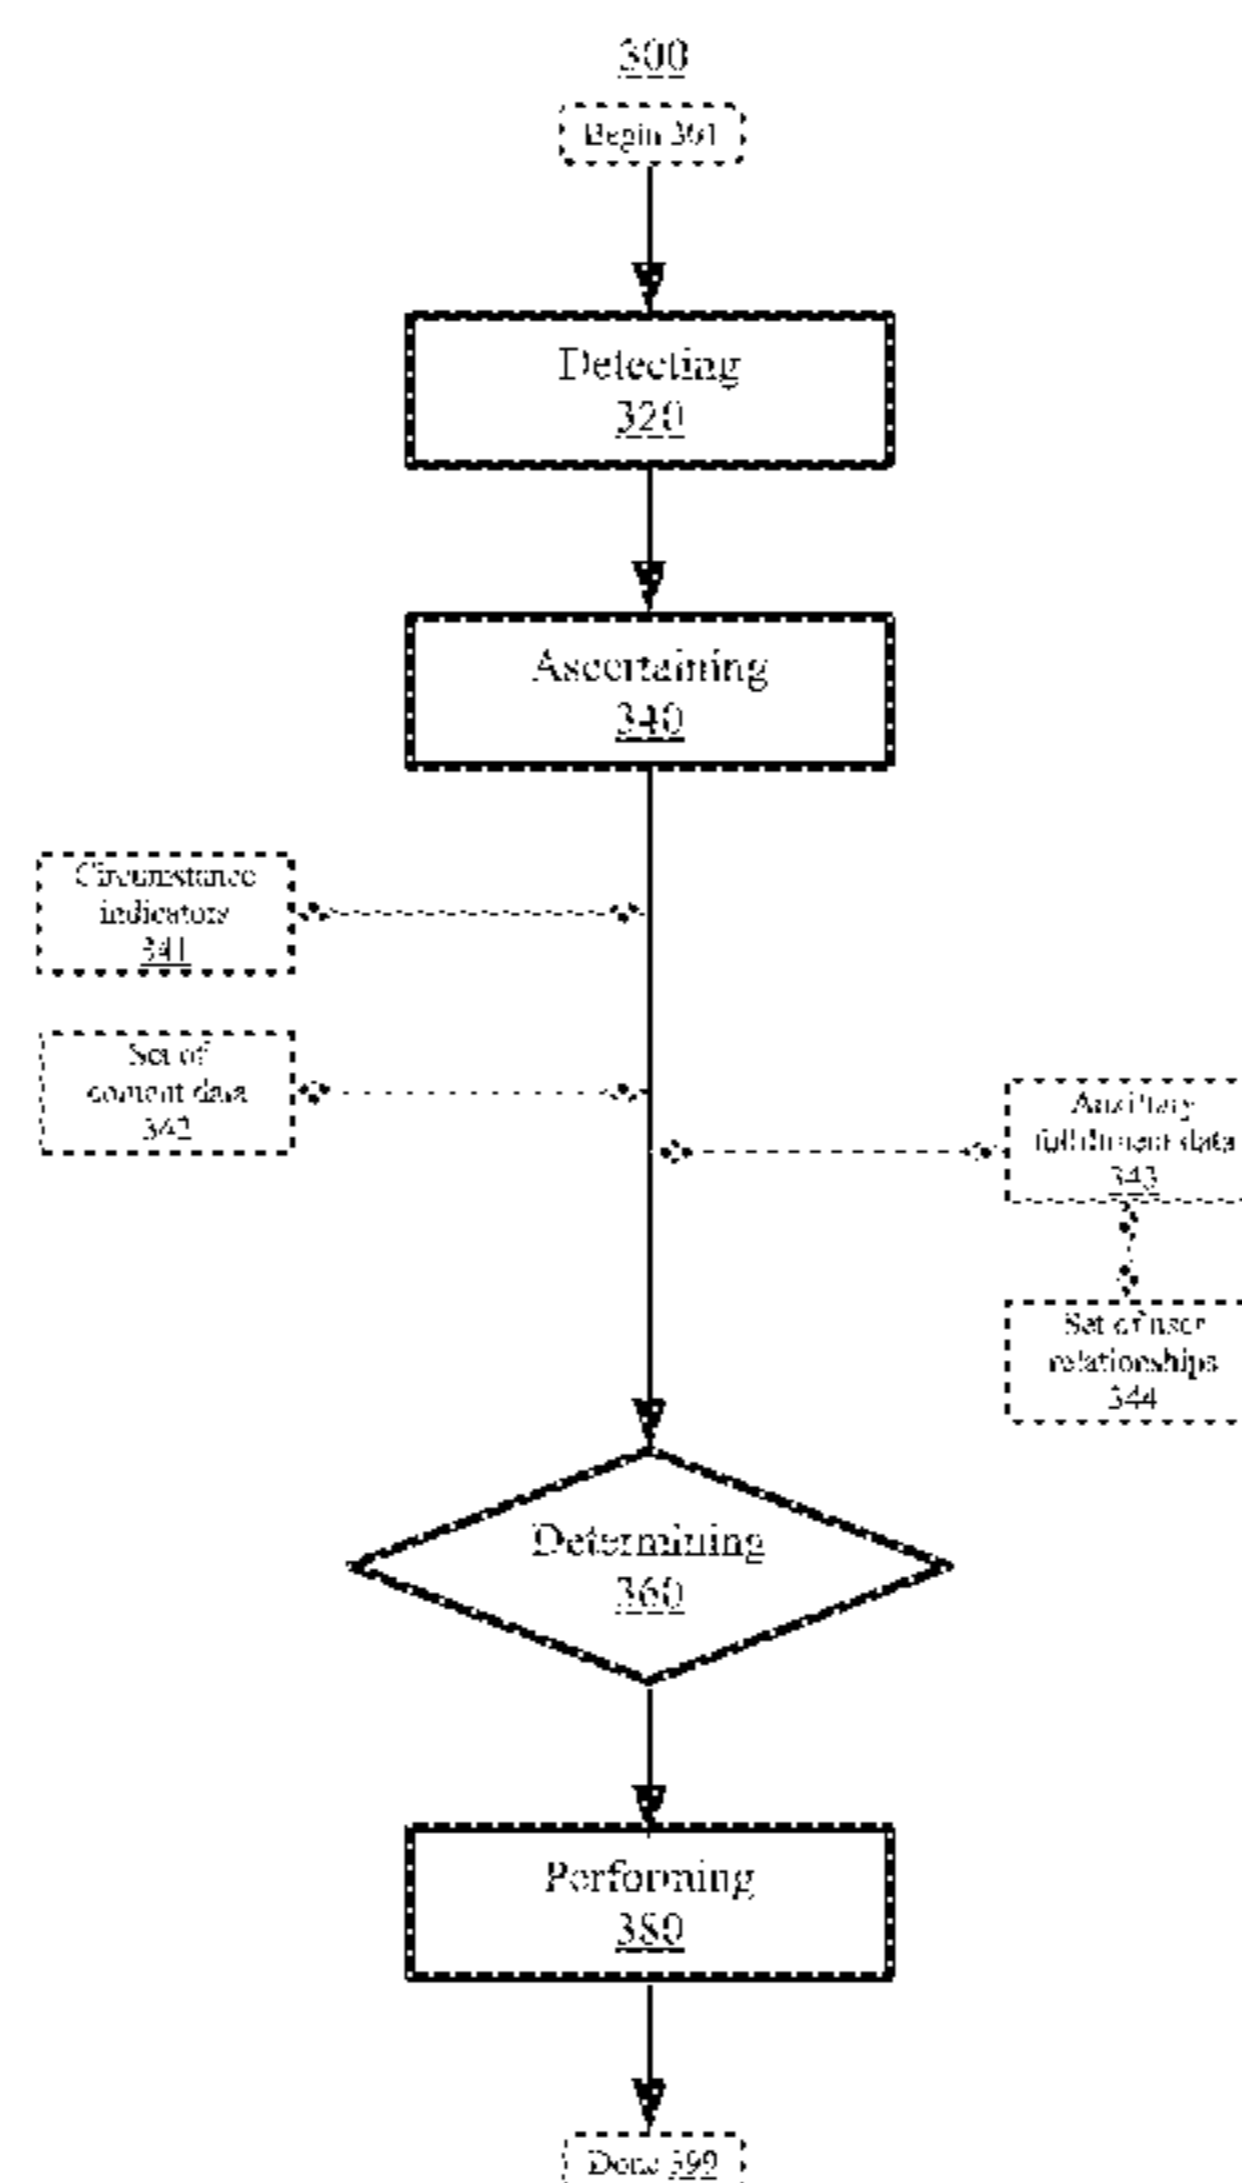 300
Begin 301
Detecting
320
Ascertaining
340
Circumstance
indicators
341
Set of
content data
342
Auxiliary
fulfillment data
343
Set of user
relationships
344
Determining
360
Performing
380
Done 399